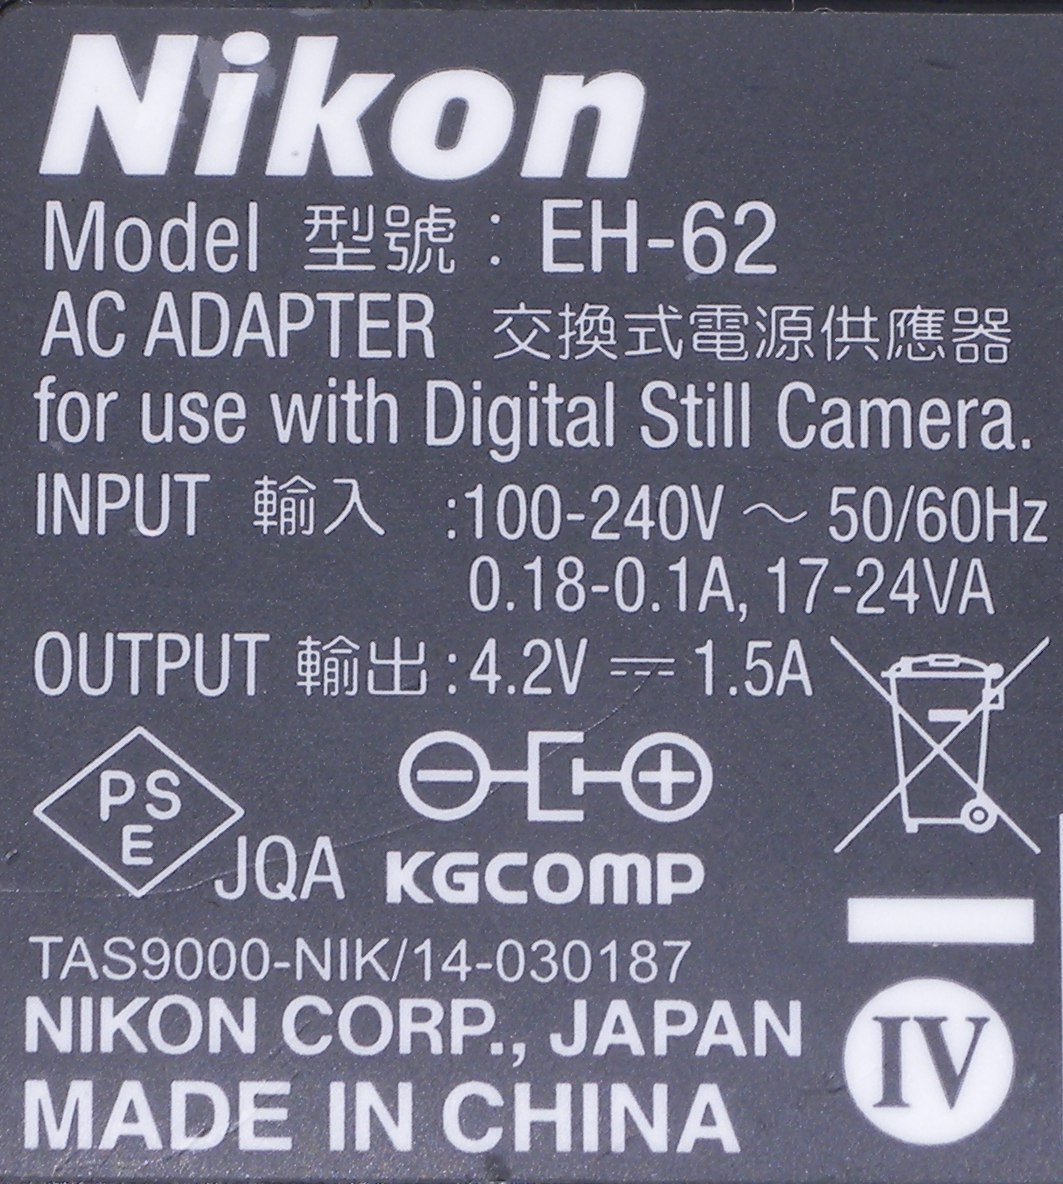 Nikon
Model 型號：EH-62
AC ADAPTER 交換式電源供應器
for use with Digital Still Camera.
INPUT 輸入 :100-240V ～ 50/60Hz
0.18-0.1A, 17-24VA
OUTPUT 輸出 :4.2V ⎓ 1.5A
PS
E
JQA
KGCOMP
TAS9000-NIK/14-030187
NIKON CORP., JAPAN
MADE IN CHINA
IV